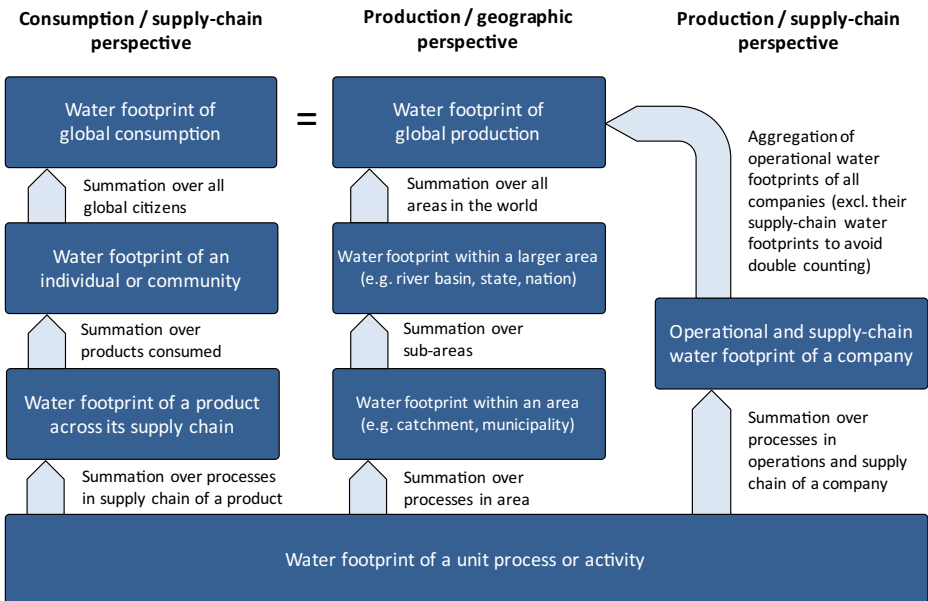 Consumption / supply-chain
perspective
Production / geographic
perspective
Production / supply-chain
perspective
Water footprint of
global consumption
=
Water footprint of
global production
Aggregation of
operational water
footprints of all
companies (excl. their
supply-chain water
footprints to avoid
double counting)
Summation over all
global citizens
Summation over all
areas in the world
Water footprint of an
individual or community
Water footprint within a larger area
(e.g. river basin, state, nation)
Operational and supply-chain
water footprint of a company
Summation over
products consumed
Summation over
sub-areas
Water footprint of a product
across its supply chain
Water footprint within an area
(e.g. catchment, municipality)
Summation over
processes in
operations and supply
chain of a company
Summation over processes
in supply chain of a product
Summation over
processes in area
Water footprint of a unit process or activity